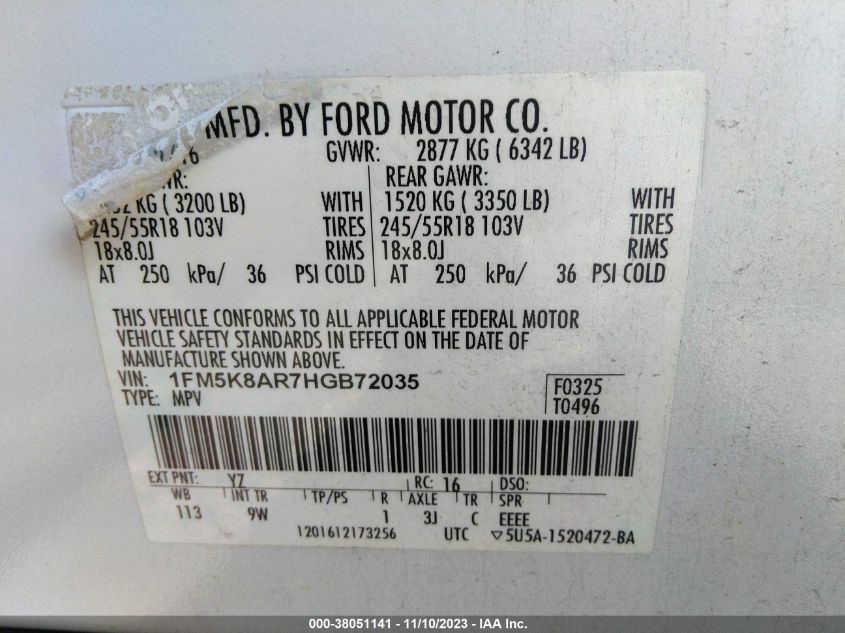 MFD. BY FORD MOTOR CO.
/16 GVWR: 2877 KG ( 6342 LB)
WR: REAR GAWR:
KG ( 3200 LB) WITH 1520 KG ( 3350 LB) WITH
245/55R18 103V TIRES 245/55R18 103V TIRES
18x8.0J RIMS 18x8.0J RIMS
AT 250 kPa/ 36 PSI COLD AT 250 kPa/ 36 PSI COLD
THIS VEHICLE CONFORMS TO ALL APPLICABLE FEDERAL MOTOR
VEHICLE SAFETY STANDARDS IN EFFECT ON THE DATE OF
MANUFACTURE SHOWN ABOVE.
VIN: 1FM5K8AR7HGB72035 F0325
TYPE: MPV T0496
EXT PNT: YZ RC: 16 DSO:
WB INT TR TP/PS R AXLE TR SPR
113 9W 1 3J C EEEE
1201612173256 UTC ▽5U5A-1520472-BA
000-38051141 - 11/10/2023 - IAA Inc.